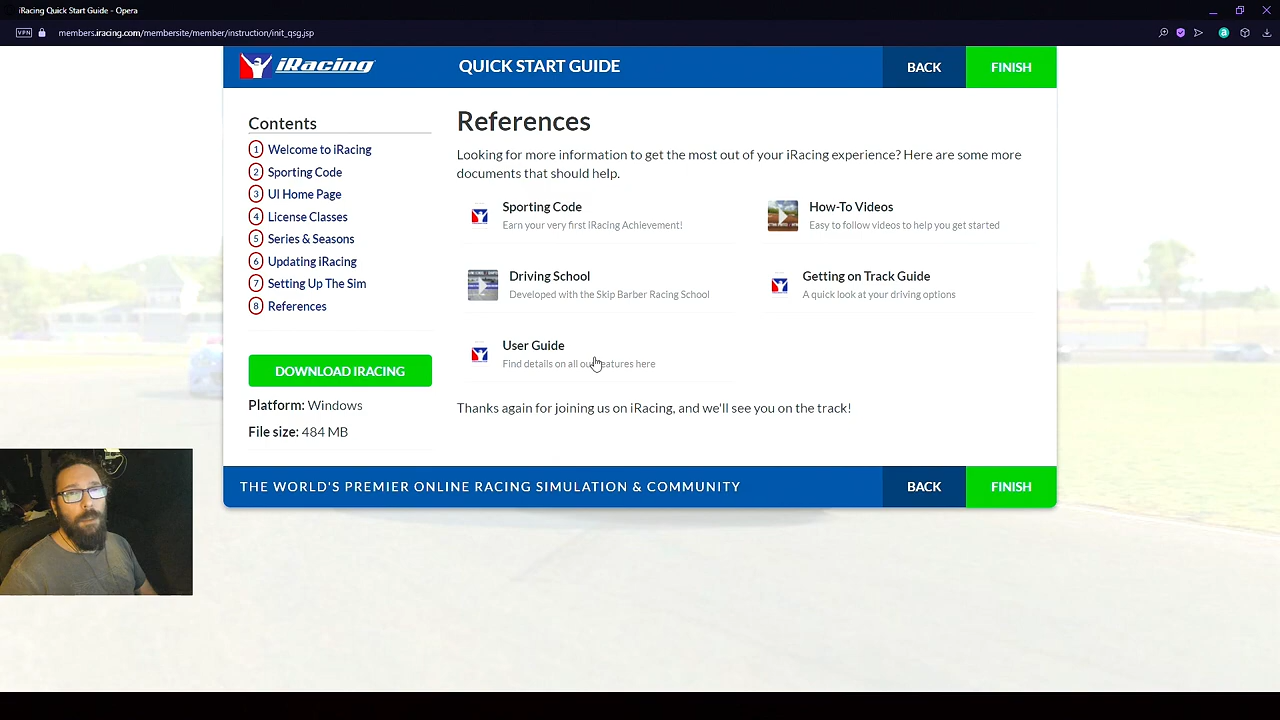 iRacing Quick Start Guide - Opera
VPN
members.iracing.com/membersite/member/instruction/init_qsg.jsp
iRacing
QUICK START GUIDE
BACK
FINISH
Contents
1 Welcome to iRacing
2 Sporting Code
3 UI Home Page
4 License Classes
5 Series & Seasons
6 Updating iRacing
7 Setting Up The Sim
8 References
DOWNLOAD IRACING
Platform: Windows
File size: 484 MB
References
Looking for more information to get the most out of your iRacing experience? Here are some more
documents that should help.
Sporting Code
Earn your very first IRacing Achievement!
How-To Videos
Easy to follow videos to help you get started
Driving School
Developed with the Skip Barber Racing School
Getting on Track Guide
A quick look at your driving options
User Guide
Find details on all our features here
Thanks again for joining us on iRacing, and we'll see you on the track!
THE WORLD'S PREMIER ONLINE RACING SIMULATION & COMMUNITY
BACK
FINISH